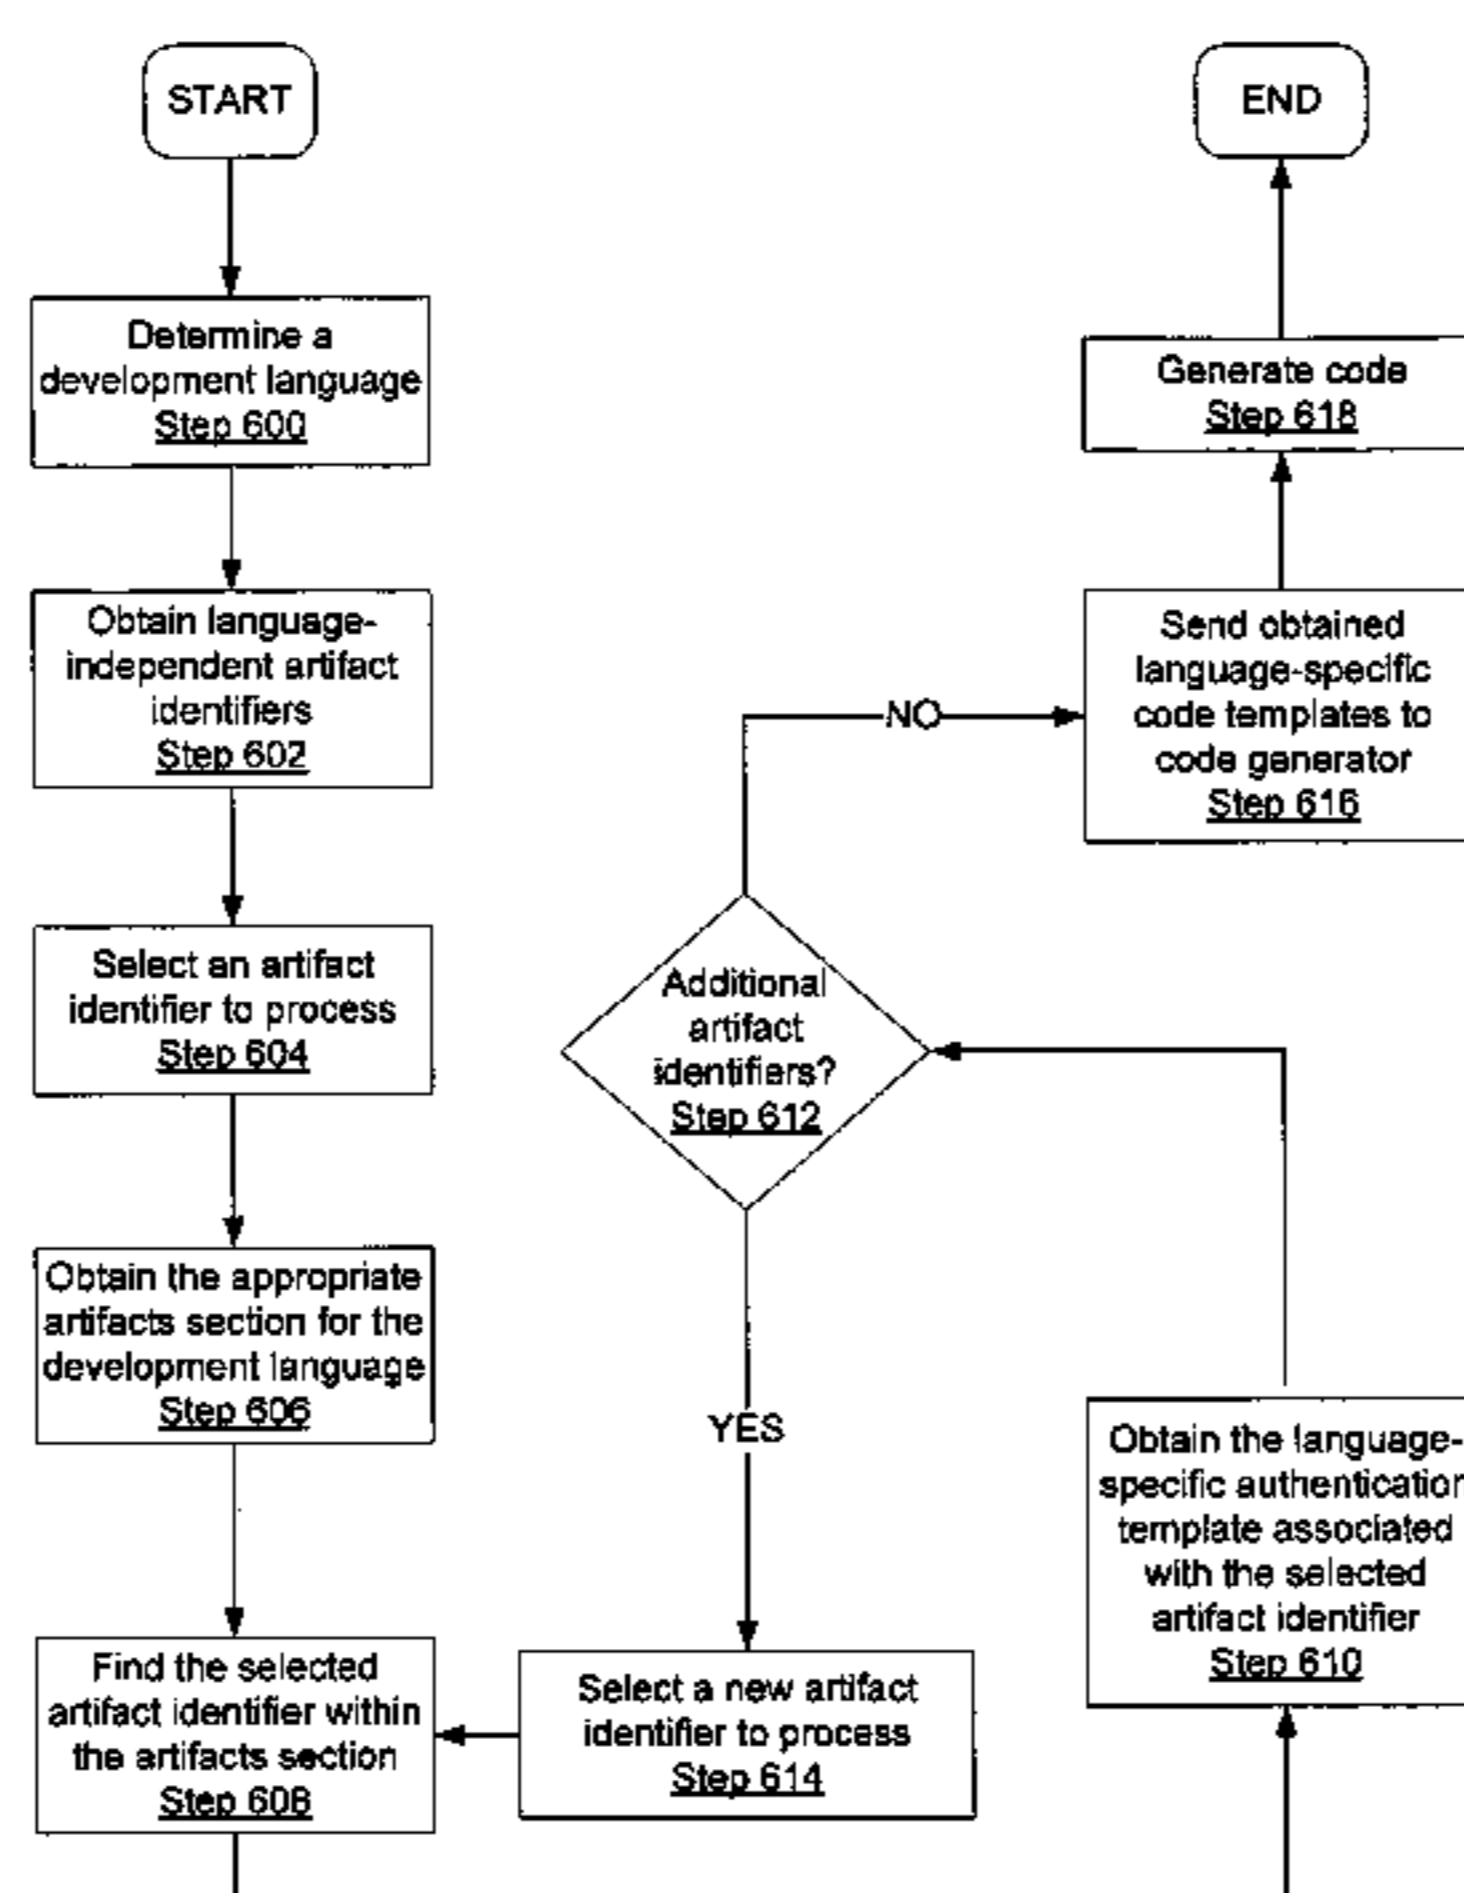 START
Determine a
development language
Step 600
Obtain language-
independent artifact
identifiers
Step 602
Select an artifact
identifier to process
Step 604
Obtain the appropriate
artifacts section for the
development language
Step 606
Find the selected
artifact identifier within
the artifacts section
Step 608
Select a new artifact
identifier to process
Step 614
YES
Additional
artifact
identifiers?
Step 612
NO
Obtain the language-
specific authentication
template associated
with the selected
artifact identifier
Step 610
Send obtained
language-specific
code templates to
code generator
Step 616
Generate code
Step 618
END